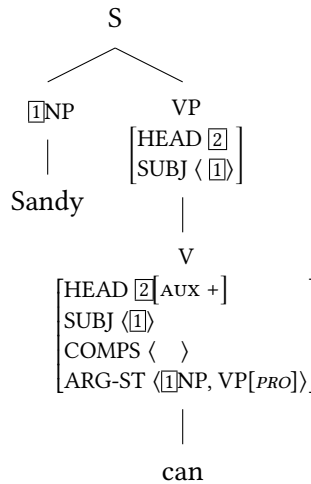 S
1NP VP
[HEAD 2
SUBJ ⟨ 1⟩]
Sandy
V
[HEAD 2[AUX +]
SUBJ ⟨1⟩
COMPS ⟨ ⟩
ARG-ST ⟨1NP, VP[PRO]⟩]
can